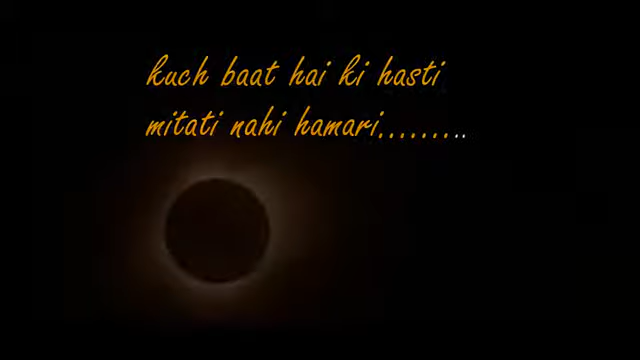 kuch baat hai ki hasti
mitati nahi hamari..........